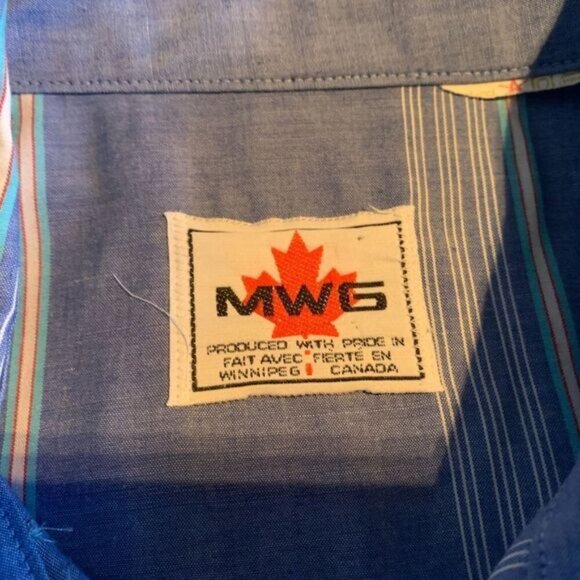 MWG
PRODUCED WITH PRIDE IN
FAIT AVEC FIERTE EN
WINNIPEG CANADA